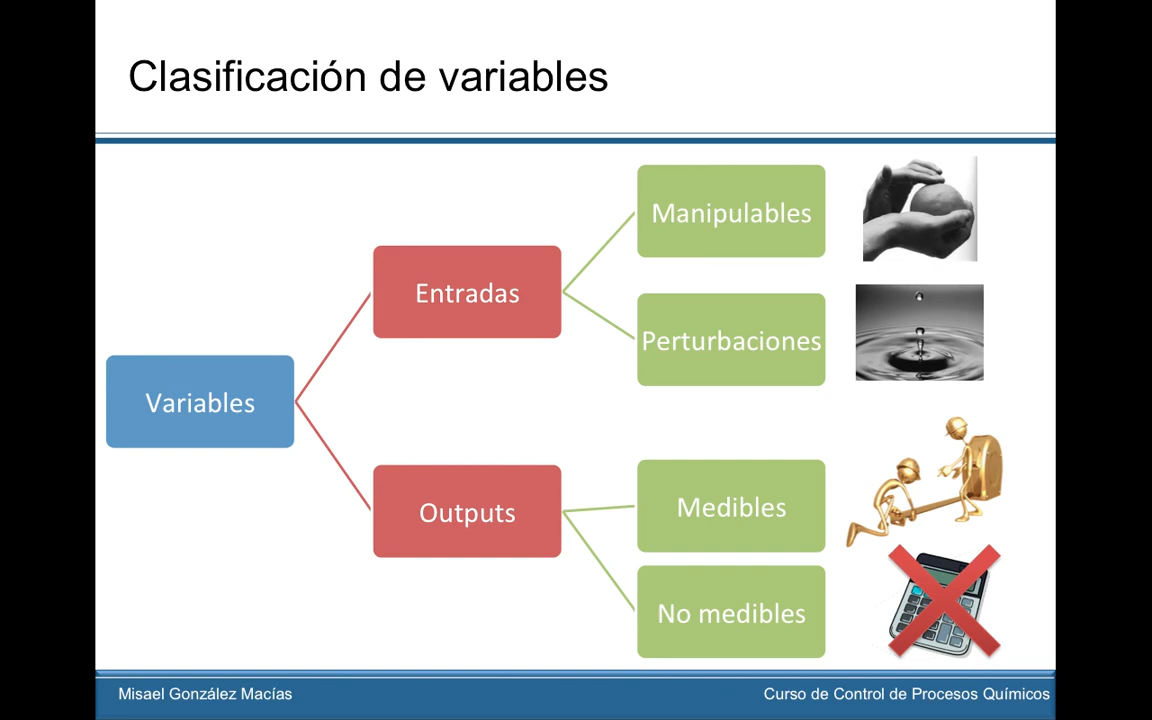 Clasificación de variables
Manipulables
Entradas
Perturbaciones
Variables
Outputs
Medibles
No medibles
Misael González Macías
Curso de Control de Procesos Químicos